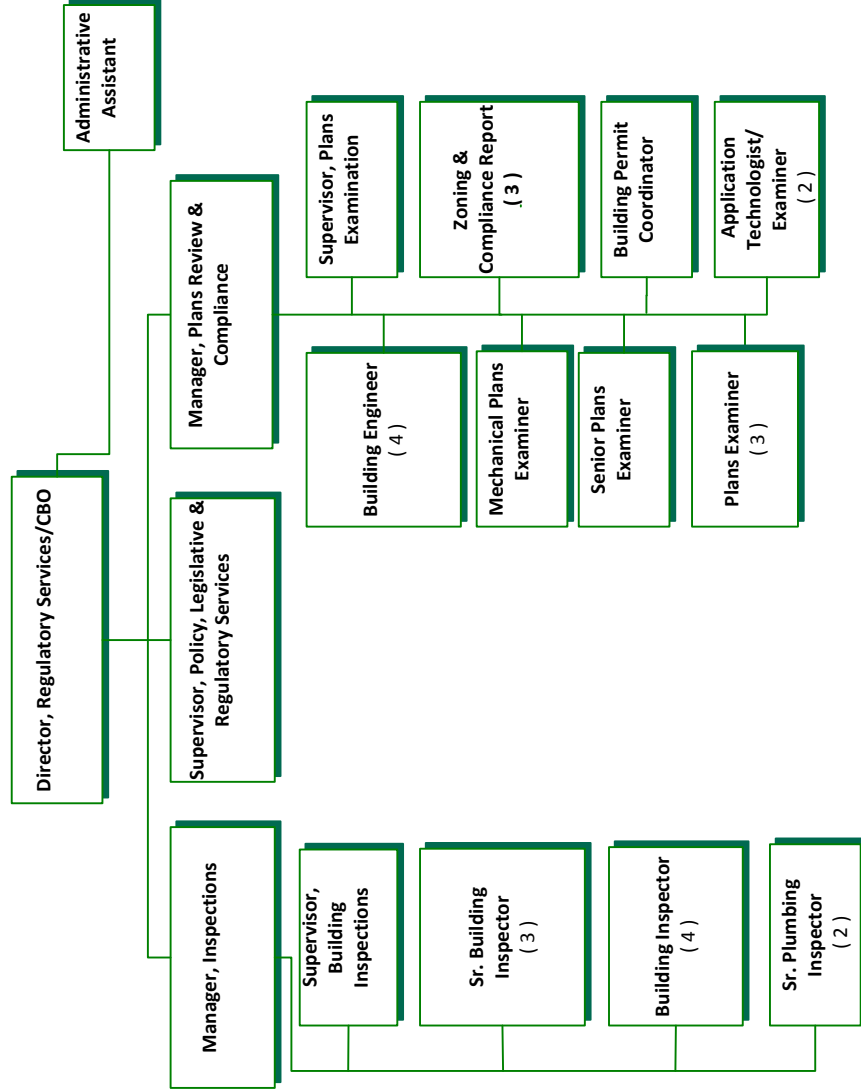 Director, Regulatory Services/CBO
Administrative
Assistant
Manager, Inspections
Supervisor, Policy, Legislative &
Regulatory Services
Manager, Plans Review &
Compliance
Supervisor,
Building
Inspections
Sr. Building
Inspector
( 3 )
Building Inspector
( 4 )
Sr. Plumbing
Inspector
( 2 )
Building Engineer
( 4 )
Mechanical Plans
Examiner
Senior Plans
Examiner
Plans Examiner
( 3 )
Supervisor, Plans
Examination
Zoning &
Compliance Report
( 3 )
Building Permit
Coordinator
Application
Technologist/
Examiner
( 2 )